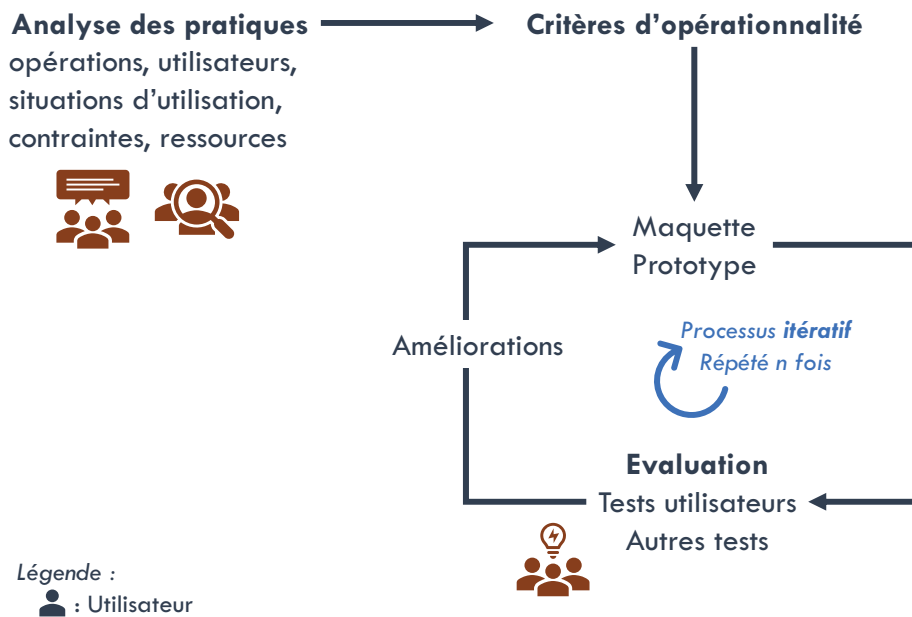 Analyse des pratiques
opérations, utilisateurs,
situations d'utilisation,
contraintes, ressources
Critères d'opérationnalité
Maquette
Prototype
Améliorations
Processus itératif
Répété n fois
Evaluation
Tests utilisateurs
Autres tests
Légende :
: Utilisateur